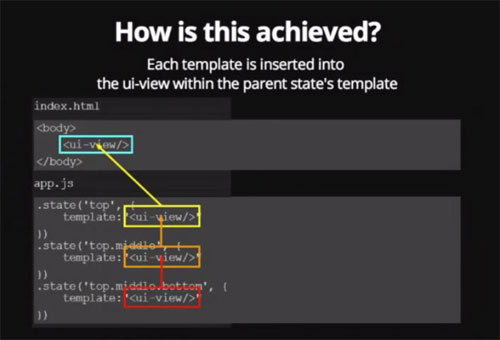 How is this achieved?
Each template is inserted into
the ui-view within the parent state's template
index.html
<body>
<ui-view/>
</body>
app.js
.state('top', {
template:"<ui-view/>"
})
.state('top.middle', {
template:"<ui-view/>"
})
.state('top.middle.bottom', {
template:"<ui-view/>"
})